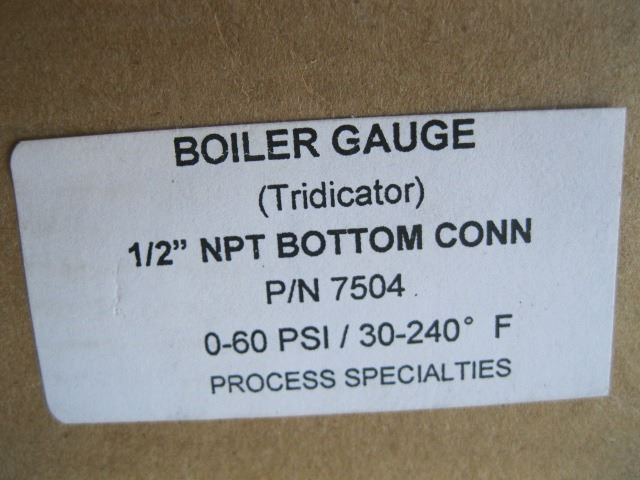 BOILER GAUGE
(Tridicator)
1/2” NPT BOTTOM CONN
P/N 7504
0-60 PSI / 30-240° F
PROCESS SPECIALTIES